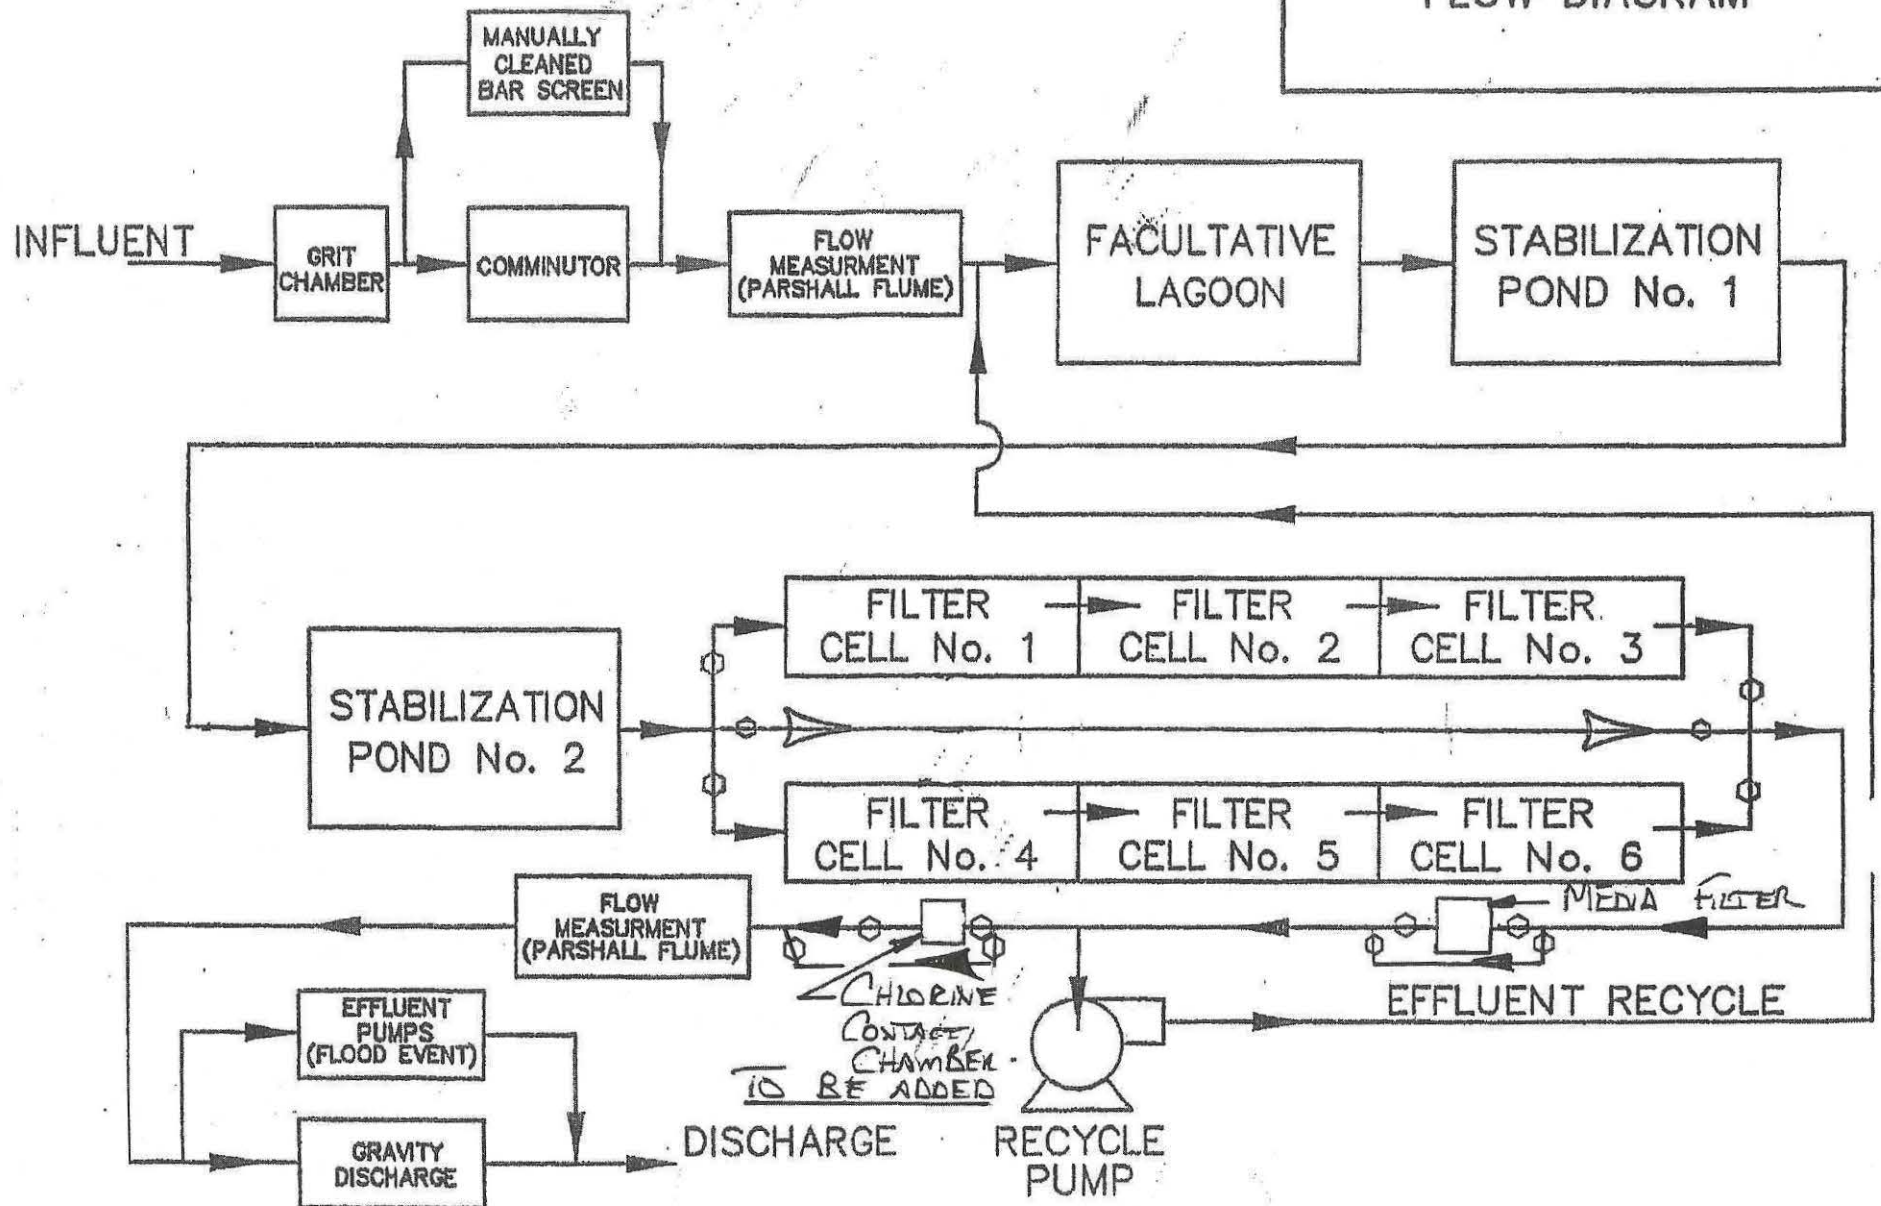 FLOW DIAGRAM
MANUALLY
CLEANED
BAR SCREEN
INFLUENT
GRIT
CHAMBER
COMMINUTOR
FLOW
MEASURMENT
(PARSHALL FLUME)
FACULTATIVE
LAGOON
STABILIZATION
POND No. 1
STABILIZATION
POND No. 2
FILTER
CELL No. 1
FILTER
CELL No. 2
FILTER
CELL No. 3
FILTER
CELL No. 4
FILTER
CELL No. 5
FILTER
CELL No. 6
MEDIA FILTER
FLOW
MEASURMENT
(PARSHALL FLUME)
CHLORINE
CONTACT
CHAMBER
TO BE ADDED
EFFLUENT RECYCLE
EFFLUENT
PUMPS
(FLOOD EVENT)
GRAVITY
DISCHARGE
DISCHARGE
RECYCLE
PUMP